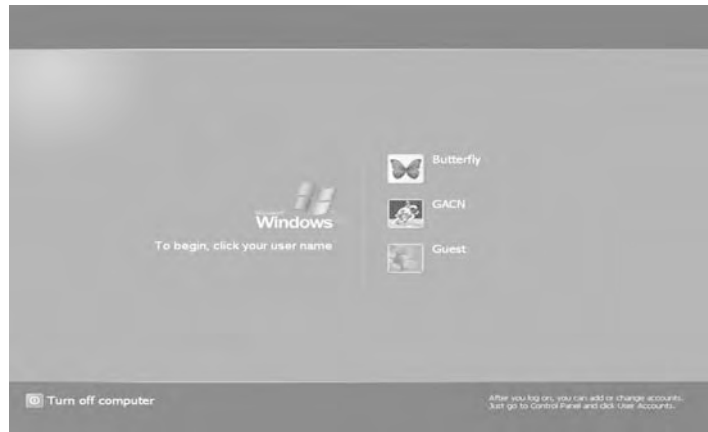 Butterfly
Windows
GACN
To begin, click your user name
Guest
Turn off computer
After you log on, you can add or change accounts.
Just go to Control Panel and click User Accounts.